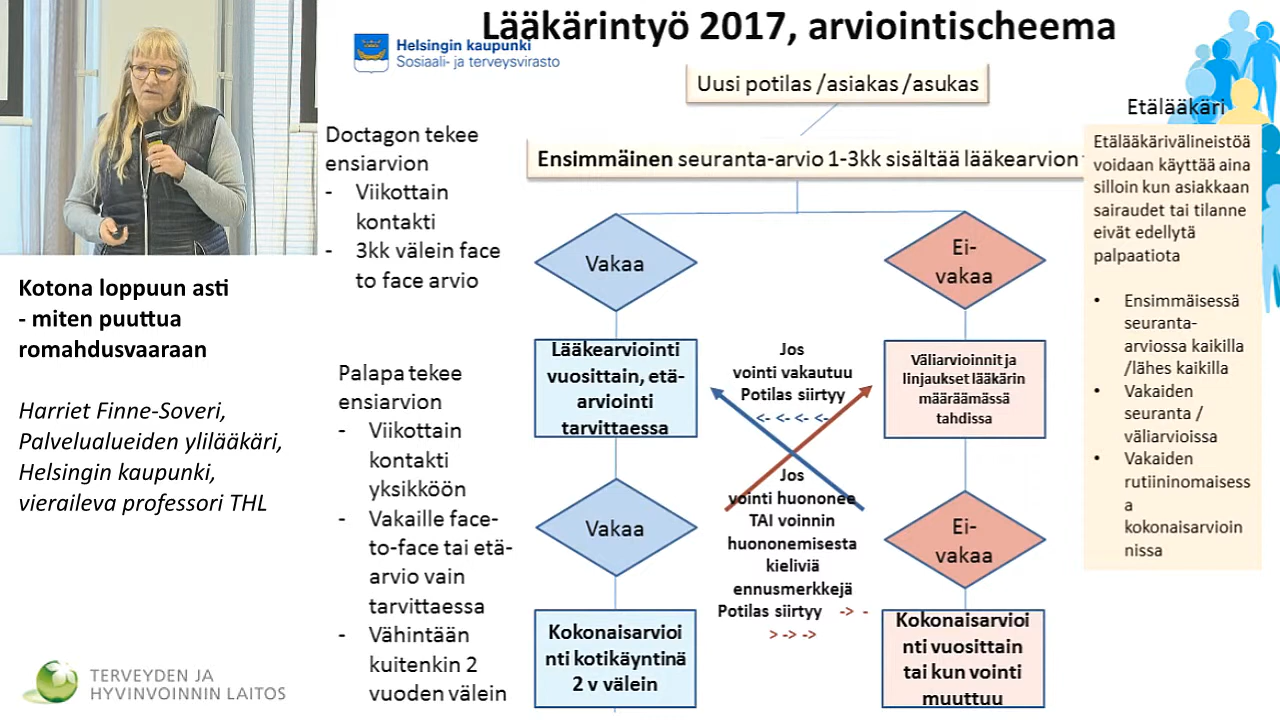 Lääkärintyö 2017, arviointischeema
Helsingin kaupunki
Sosiaali- ja terveysvirasto
Uusi potilas /asiakas /asukas
Ensimmäinen seuranta-arvio 1-3kk sisältää lääkearvion
Doctagon tekee
ensiarvion
- Viikottain
kontakti
- 3kk välein face
to face arvio
Palapa tekee
ensiarvion
- Viikottain
kontakti
yksikköön
- Vakaille face-
to-face tai etä-
arvio vain
tarvittaessa
- Vähintään
kuitenkin 2
vuoden välein
Vakaa
Lääkearviointi
vuosittain, etä-
arviointi
tarvittaessa
Vakaa
Kokonaisarvioi
nti kotikäyntinä
2 v välein
Jos
vointi vakautuu
Potilas siirtyy
<- <- <- <-
Jos
vointi huononee
TAI voinnin
huononemisesta
kieliviä
ennusmerkkejä
Potilas siirtyy -> -
> -> ->
Ei-
vakaa
Väliarvioinnit ja
linjaukset lääkärin
määräämässä
tahdissa
Ei-
vakaa
Kokonaisarvioi
nti vuosittain
tai kun vointi
muuttuu
Etälääkäri
Etälääkärivälineistöä
voidaan käyttää aina
silloin kun asiakkaan
sairaudet tai tilanne
eivät edellytä
palpaatiota
• Ensimmäisessä
seuranta-
arviossa kaikilla
/lähes kaikilla
• Vakaiden
seuranta /
väliarvioissa
• Vakaiden
rutiininomaisess
a
kokonaisarvioin
nissa
Kotona loppuun asti
- miten puuttua
romahdusvaaraan
Harriet Finne-Soveri,
Palvelualueiden ylilääkäri,
Helsingin kaupunki,
vieraileva professori THL
TERVEYDEN JA
HYVINVOINNIN LAITOS